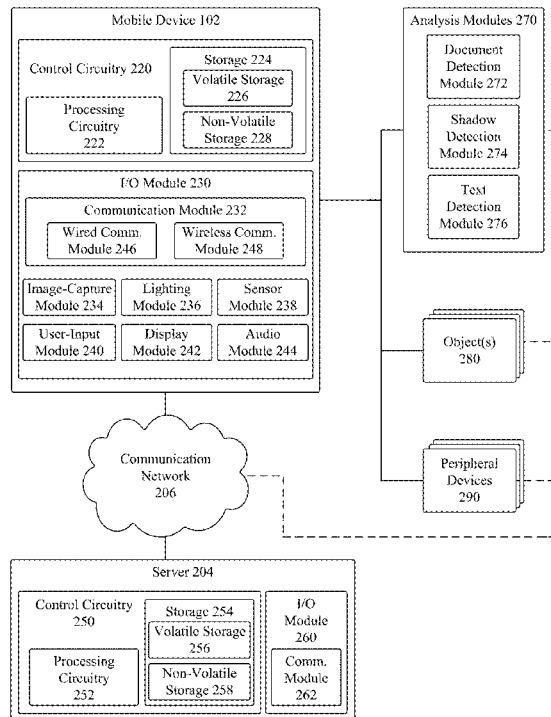 Mobile Device 102
Control Circuitry 220
Processing
Circuitry
222
Storage 224
Volatile Storage
226
Non-Volatile
Storage 228
I/O Module 230
Communication Module 232
Wired Comm.
Module 246
Wireless Comm.
Module 248
Image-Capture
Module 234
Lighting
Module 236
Sensor
Module 238
User-Input
Module 240
Display
Module 242
Audio
Module 244
Analysis Modules 270
Document
Detection
Module 272
Shadow
Detection
Module 274
Text
Detection
Module 276
Object(s)
280
Peripheral
Devices
290
Communication
Network
206
Server 204
Control Circuitry
250
Processing
Circuitry
252
Storage 254
Volatile Storage
256
Non-Volatile
Storage 258
I/O
Module
260
Comm.
Module
262